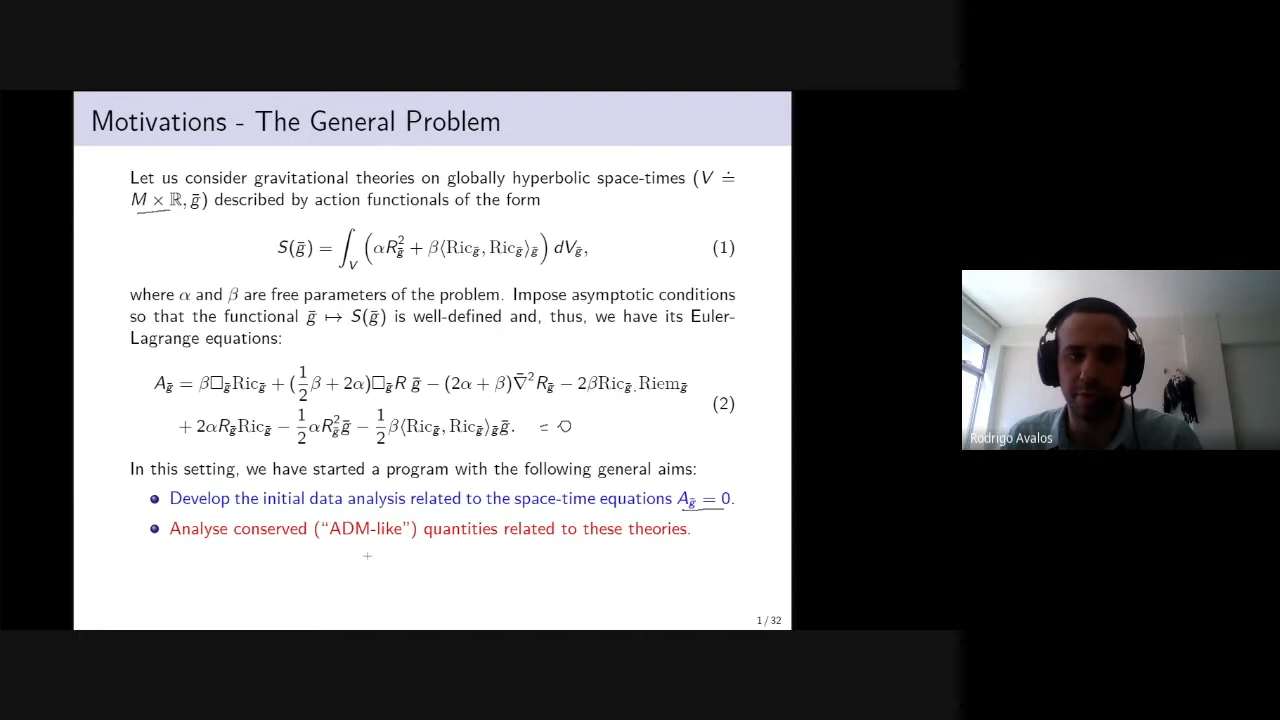 Motivations - The General Problem
Let us consider gravitational theories on globally hyperbolic space-times (V ≐
M × ℝ, ḡ) described by action functionals of the form
S(ḡ) = ∫_V (αR²_ḡ + β⟨Ric_ḡ, Ric_ḡ⟩_ḡ) dV_ḡ, (1)
where α and β are free parameters of the problem. Impose asymptotic conditions
so that the functional ḡ ↦ S(ḡ) is well-defined and, thus, we have its Euler-
Lagrange equations:
A_ḡ = β□_ḡRic_ḡ + (1/2 β + 2α)□_ḡR ḡ − (2α + β)∇̄²R_ḡ − 2βRic_ḡ.Riem_ḡ
+ 2αR_ḡRic_ḡ − 1/2 αR²_ḡḡ − 1/2 β⟨Ric_ḡ, Ric_ḡ⟩_ḡḡ. = 0 (2)
In this setting, we have started a program with the following general aims:
Develop the initial data analysis related to the space-time equations A_ḡ = 0.
Analyse conserved (“ADM-like”) quantities related to these theories.
1 / 32
Rodrigo Avalos